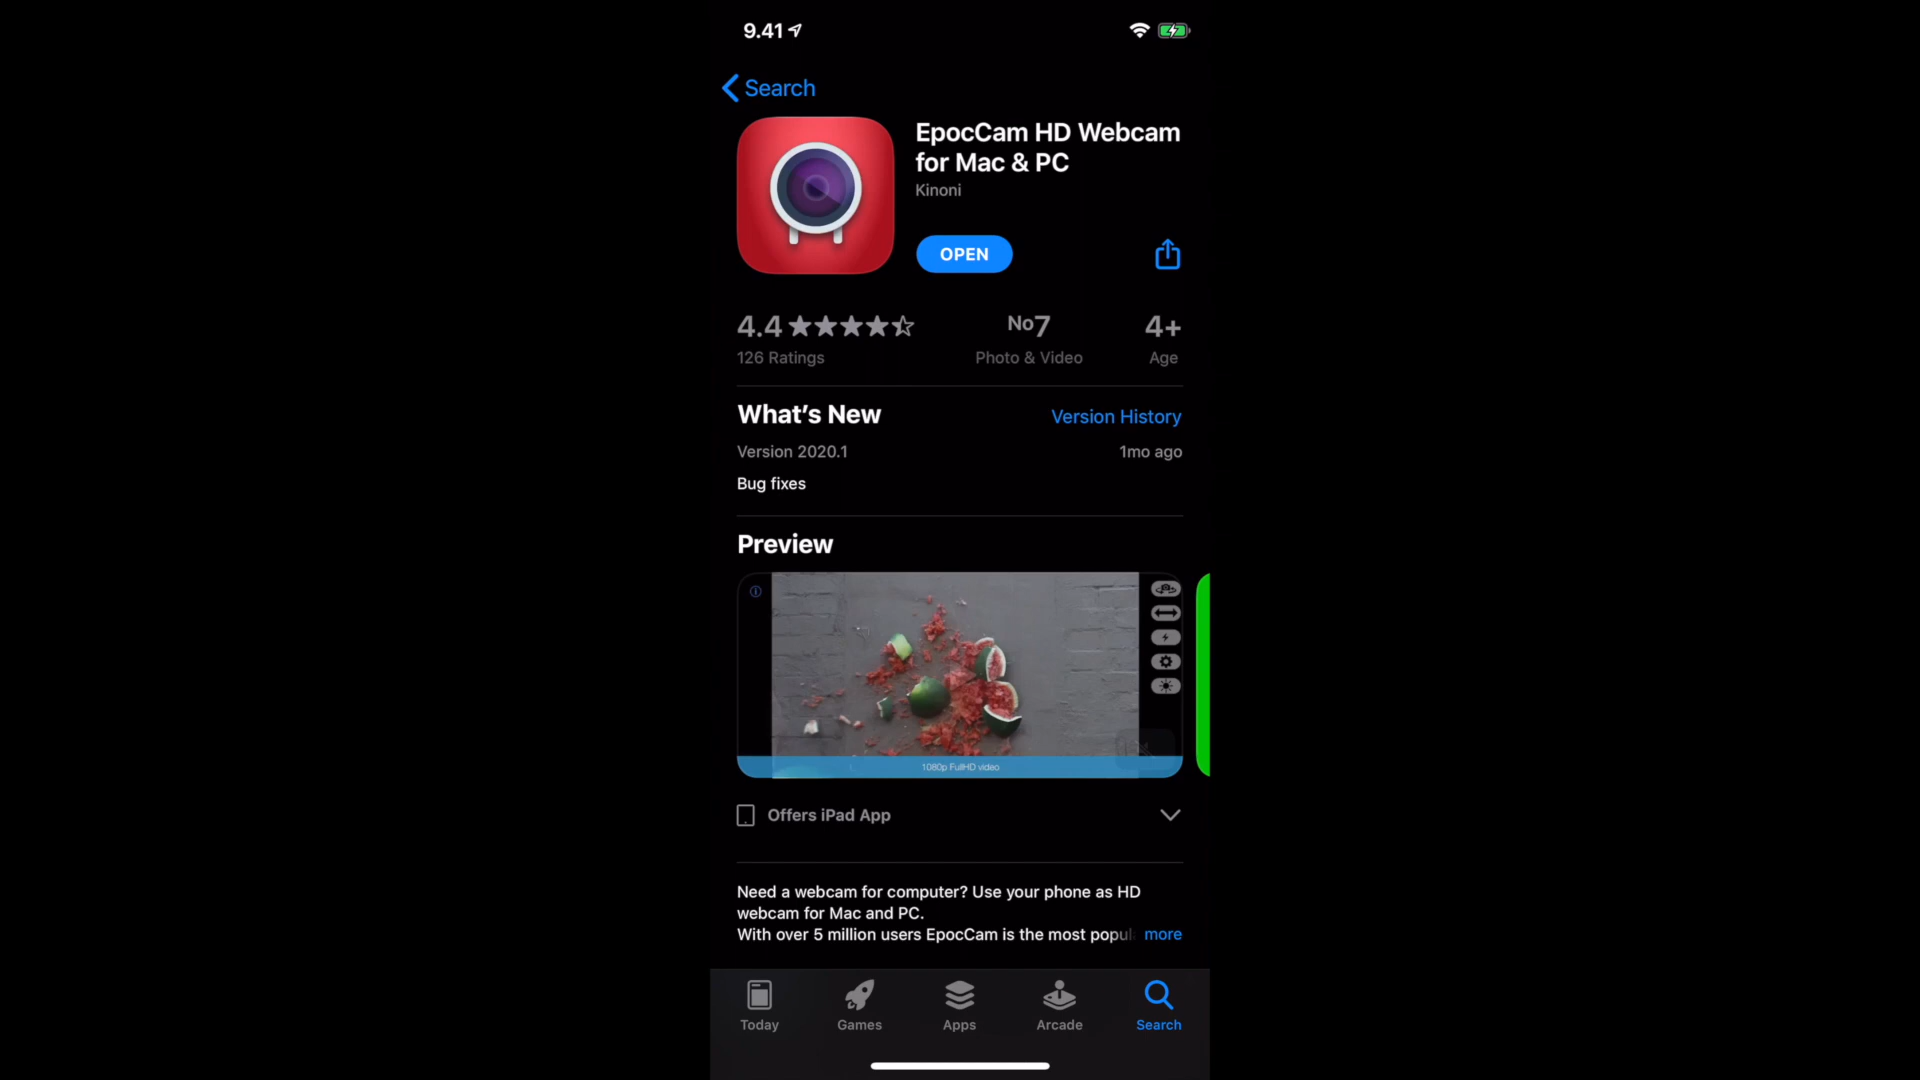 9.41
Search
EpocCam HD Webcam
for Mac & PC
Kinoni
OPEN
4.4
No7
4+
126 Ratings
Photo & Video
Age
What's New
Version History
Version 2020.1
1mo ago
Bug fixes
Preview
1080p FullHD video
Offers iPad App
Need a webcam for computer? Use your phone as HD
webcam for Mac and PC.
With over 5 million users EpocCam is the most popul
more
Today
Games
Apps
Arcade
Search